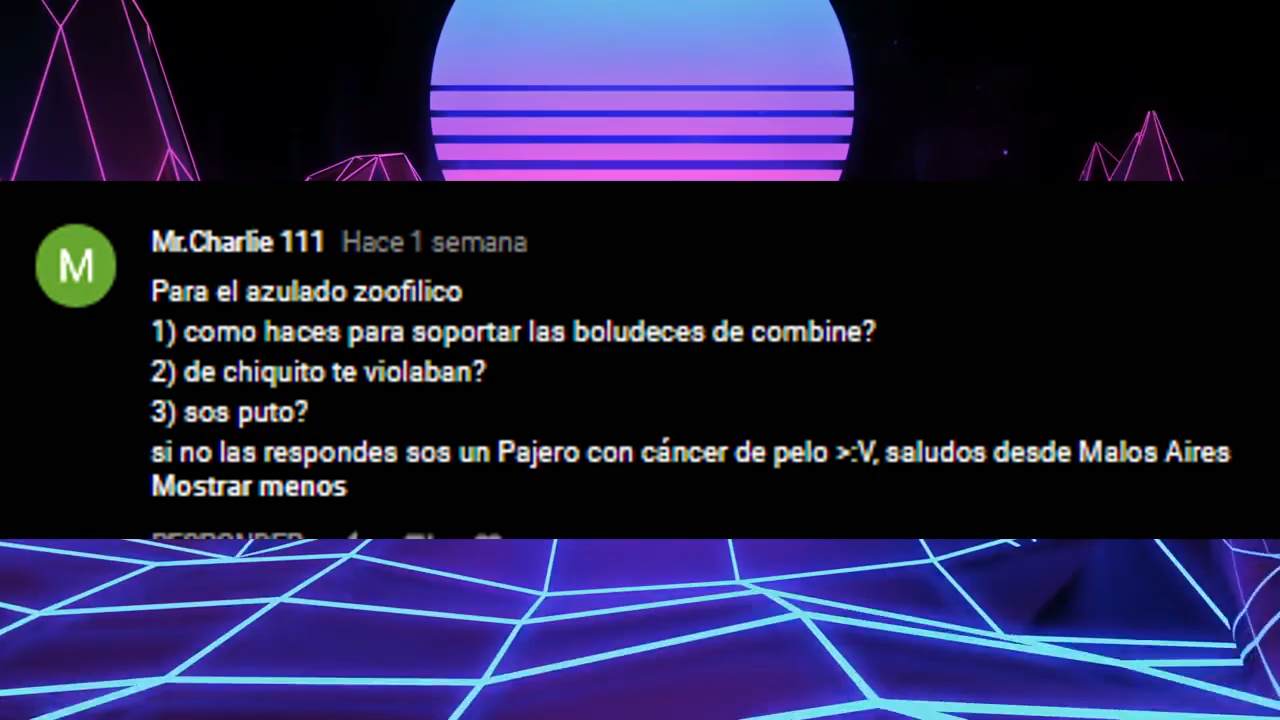 M
Mr.Charlie 111 Hace 1 semana
Para el azulado zoofilico
1) como haces para soportar las boludeces de combine?
2) de chiquito te violaban?
3) sos puto?
si no las respondes sos un Pajero con cáncer de pelo >:V, saludos desde Malos Aires
Mostrar menos
RESPONDER